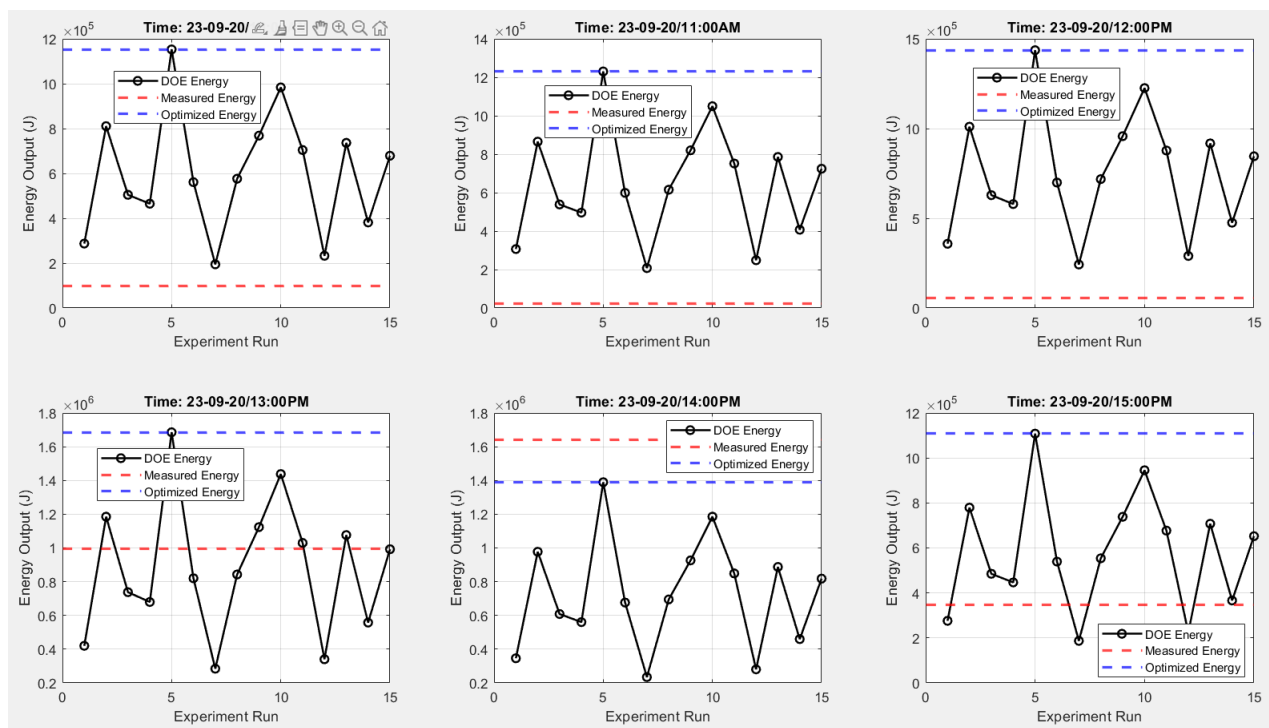 Time: 23-09-20/
×10^5
12
10
8
6
4
2
0
Energy Output (J)
DOE Energy
Measured Energy
Optimized Energy
0 5 10 15
Experiment Run
Time: 23-09-20/11:00AM
×10^5
14
12
10
8
6
4
2
0
Energy Output (J)
DOE Energy
Measured Energy
Optimized Energy
0 5 10 15
Experiment Run
Time: 23-09-20/12:00PM
×10^5
15
10
5
0
Energy Output (J)
DOE Energy
Measured Energy
Optimized Energy
0 5 10 15
Experiment Run
Time: 23-09-20/13:00PM
×10^6
1.8
1.6
1.4
1.2
1
0.8
0.6
0.4
0.2
Energy Output (J)
DOE Energy
Measured Energy
Optimized Energy
0 5 10 15
Experiment Run
Time: 23-09-20/14:00PM
×10^6
1.8
1.6
1.4
1.2
1
0.8
0.6
0.4
0.2
Energy Output (J)
DOE Energy
Measured Energy
Optimized Energy
0 5 10 15
Experiment Run
Time: 23-09-20/15:00PM
×10^5
12
10
8
6
4
2
0
Energy Output (J)
DOE Energy
Measured Energy
Optimized Energy
0 5 10 15
Experiment Run